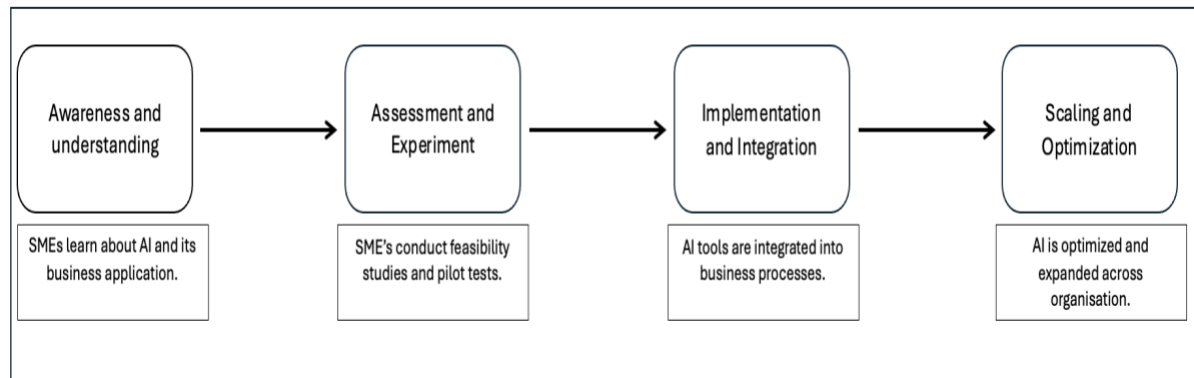 Awareness and
understanding
Assessment and
Experiment
Implementation
and Integration
Scaling and
Optimization
SMEs learn about AI and its
business application.
SME's conduct feasibility
studies and pilot tests.
AI tools are integrated into
business processes.
AI is optimized and
expanded across
organisation.